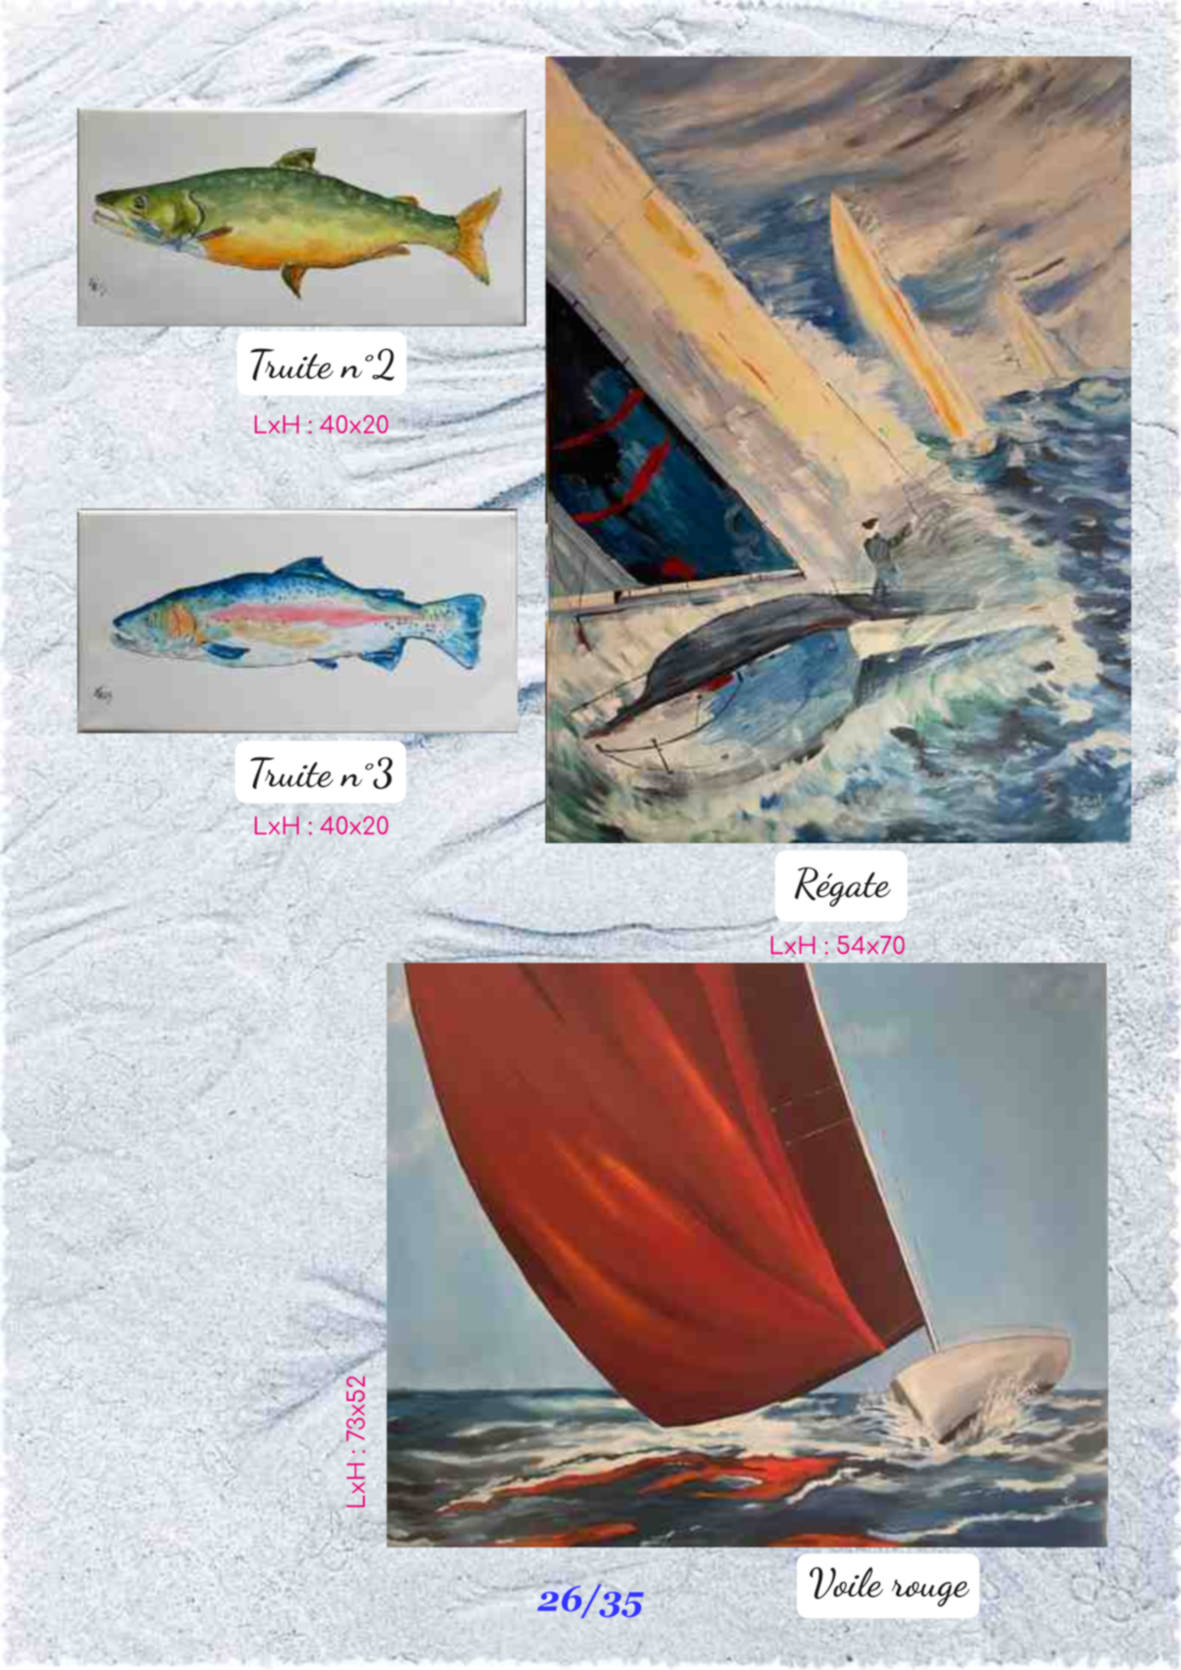 Truite n°2
LxH : 40x20
Truite n°3
LxH : 40x20
Régate
LxH : 54x70
LxH : 73x52
Voile rouge
26/35